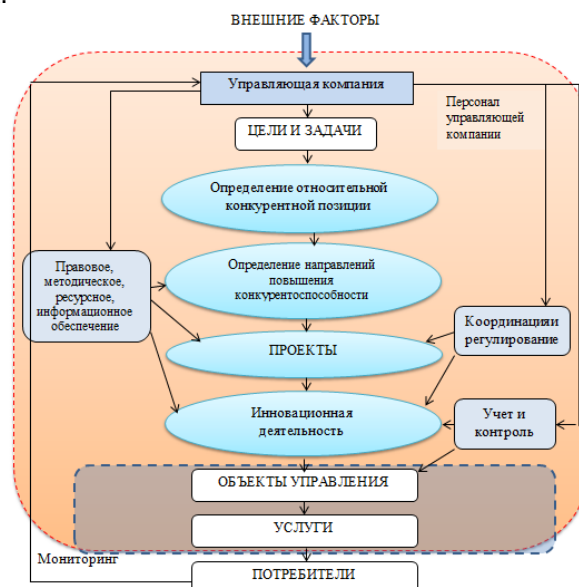 ВНЕШНИЕ ФАКТОРЫ
Управляющая компания
Персонал
управляющей
компании
ЦЕЛИ И ЗАДАЧИ
Определение относительной
конкурентной позиции
Правовое,
методическое,
ресурсное,
информационное
обеспечение
Определение направлений
повышения
конкурентоспособности
Координацияи
регулирование
ПРОЕКТЫ
Инновационная
деятельность
Учет и
контроль
ОБЪЕКТЫ УПРАВЛЕНИЯ
УСЛУГИ
Мониторинг
ПОТРЕБИТЕЛИ